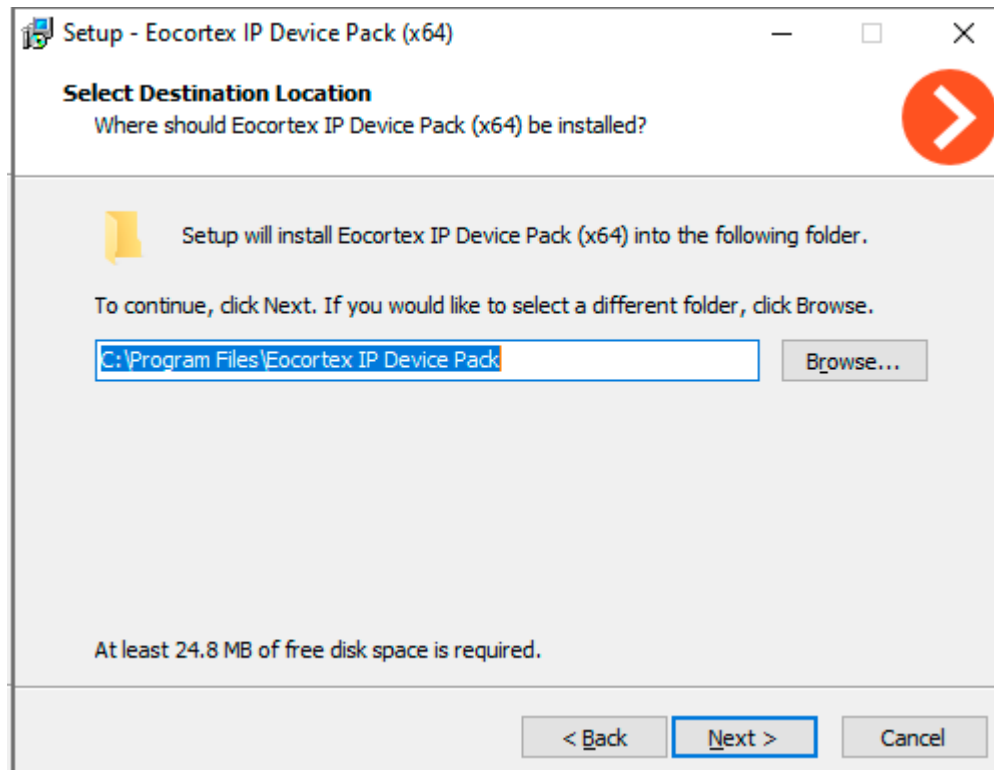 Setup - Eocortex IP Device Pack (x64)
Select Destination Location
Where should Eocortex IP Device Pack (x64) be installed?
Setup will install Eocortex IP Device Pack (x64) into the following folder.
To continue, click Next. If you would like to select a different folder, click Browse.
C:\Program Files\Eocortex IP Device Pack
Browse...
At least 24.8 MB of free disk space is required.
< Back
Next >
Cancel